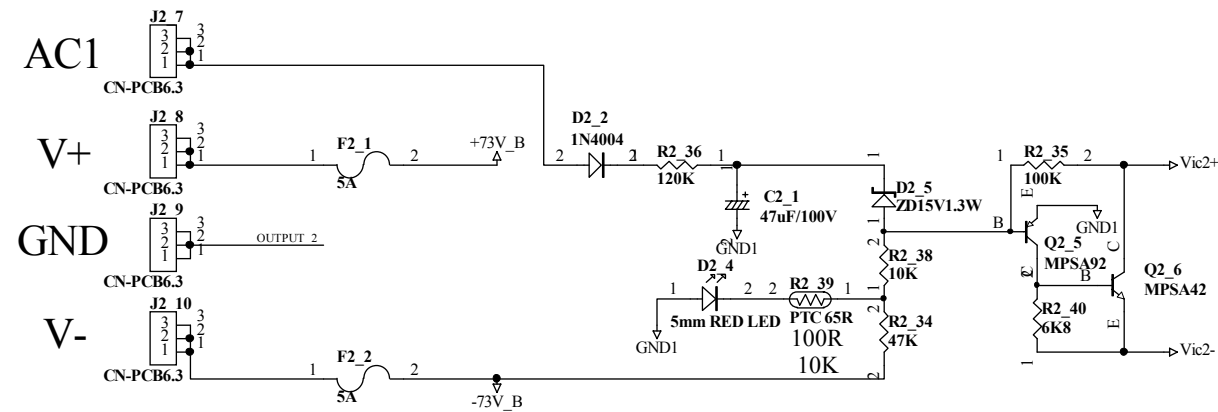 J2_7
AC1
3
2
1
3
2
1
CN-PCB6.3
J2_8
V+
3
2
1
3
2
1
CN-PCB6.3
F2_1
1
2
5A
+73V_B
J2_9
GND
3
2
1
3
2
1
CN-PCB6.3
OUTPUT_2
J2_10
V-
3
2
1
3
2
1
CN-PCB6.3
F2_2
1
2
5A
-73V_B
D2_2
1N4004
2
R2_36
120K
1
1
C2_1
47uF/100V
GND1
+
D2_4
1
2
5mm RED LED
GND1
R2_39
2
1
PTC 65R
100R
10K
1
D2_5
ZD15V1.3W
1
2
R2_38
10K
2
R2_34
47K
2
1
R2_35
2
100K
Vic2+
B
E
GND1
Q2_5
MPSA92
C
B
C
Q2_6
MPSA42
E
R2_40
6K8
1
Vic2-